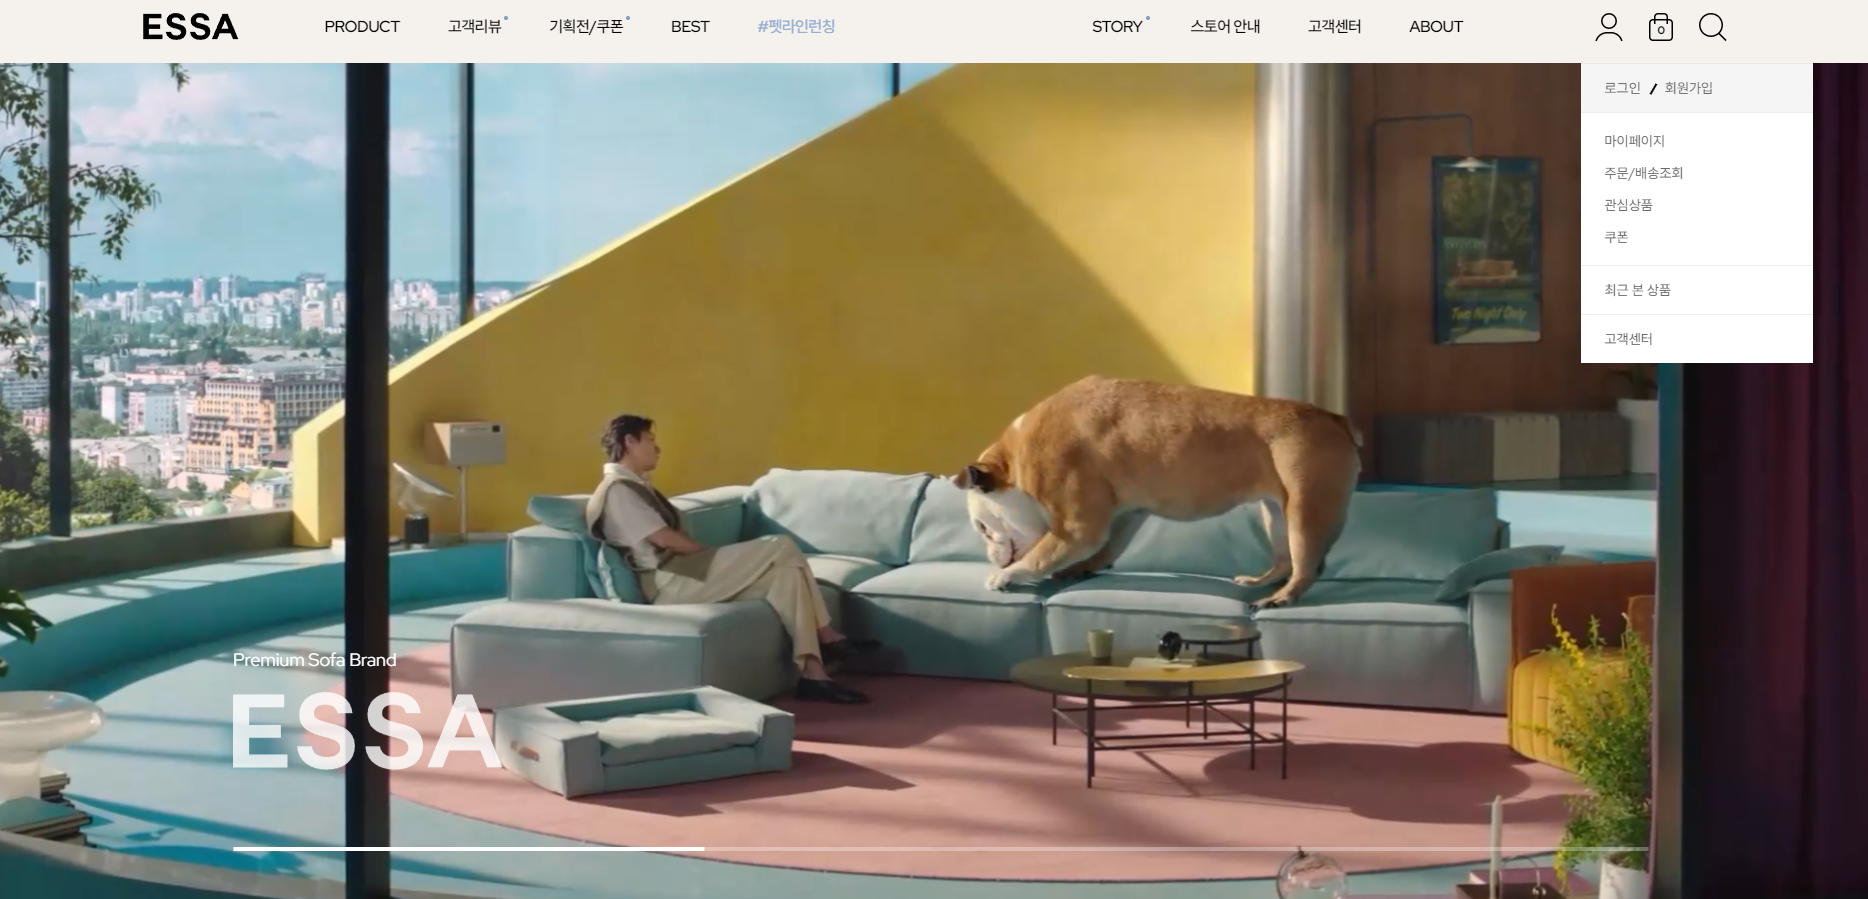 ESSA PRODUCT 고객리뷰 기획전/쿠폰 BEST #펫라인런칭 STORY 스토어 안내 고객센터 ABOUT 0
로그인 / 회원가입
마이페이지
주문/배송조회
관심상품
쿠폰
최근 본 상품
고객센터
Two Night Only
Premium Sofa Brand
ESSA